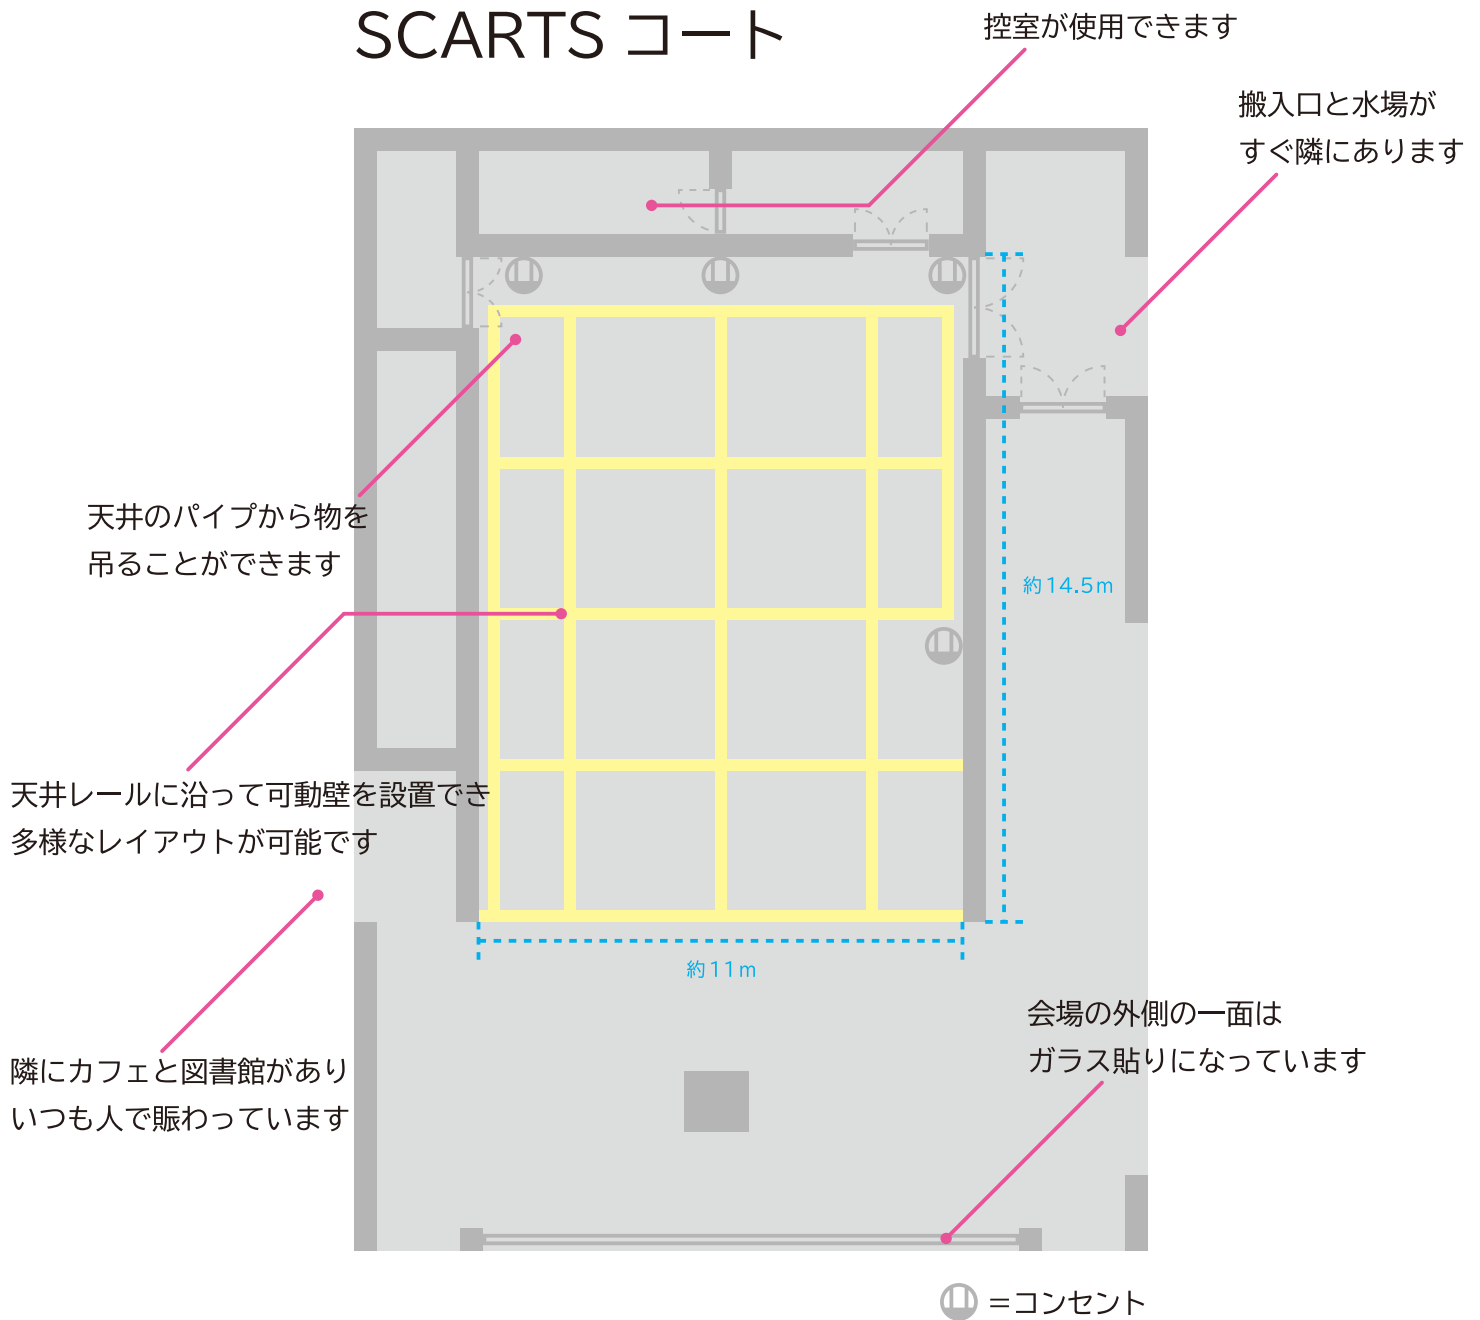 SCARTS コート
控室が使用できます
搬入口と水場が
すぐ隣にあります
天井のパイプから物を
吊ることができます
約14.5m
天井レールに沿って可動壁を設置でき
多様なレイアウトが可能です
約11m
会場の外側の一面は
ガラス貼りになっています
隣にカフェと図書館があり
いつも人で賑わっています
＝コンセント